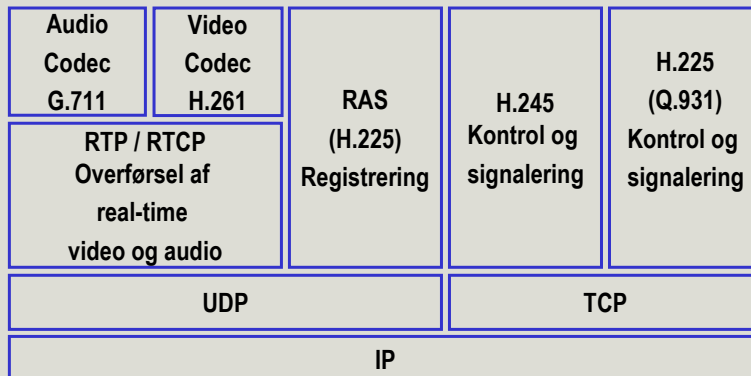 Audio
Codec
G.711
Video
Codec
H.261
RTP / RTCP
Overførsel af
real-time
video og audio
RAS
(H.225)
Registrering
H.245
Kontrol og
signalering
H.225
(Q.931)
Kontrol og
signalering
UDP
TCP
IP